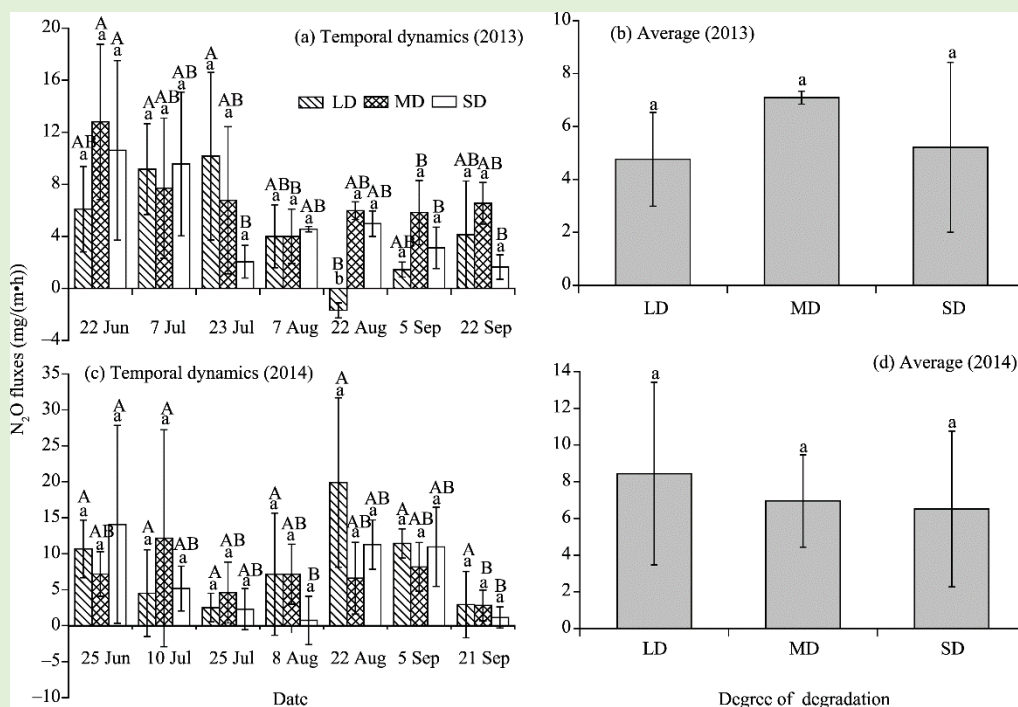 N₂O fluxes (mg/(m•h))
(a) Temporal dynamics (2013)
LD MD SD
20
16
12
8
4
0
−4
AB a A a A a
A a AB a AB a
A a AB a B a
AB a B a AB a
B b AB a AB a
AB a B a B a
AB a AB a B a
22 Jun 7 Jul 23 Jul 7 Aug 22 Aug 5 Sep 22 Sep
(b) Average (2013)
10
8
6
4
2
0
a a a
LD MD SD
(c) Temporal dynamics (2014)
35
30
25
20
15
10
5
0
−5
−10
A a AB a A a
A a A a AB a
A a AB a AB a
A a AB a B a
A a AB a AB a
A a AB a AB a
A a B a B a
25 Jun 10 Jul 25 Jul 8 Aug 22 Aug 5 Sep 21 Sep
Date
(d) Average (2014)
14
12
10
8
6
4
2
0
a a a
LD MD SD
Degree of degradation